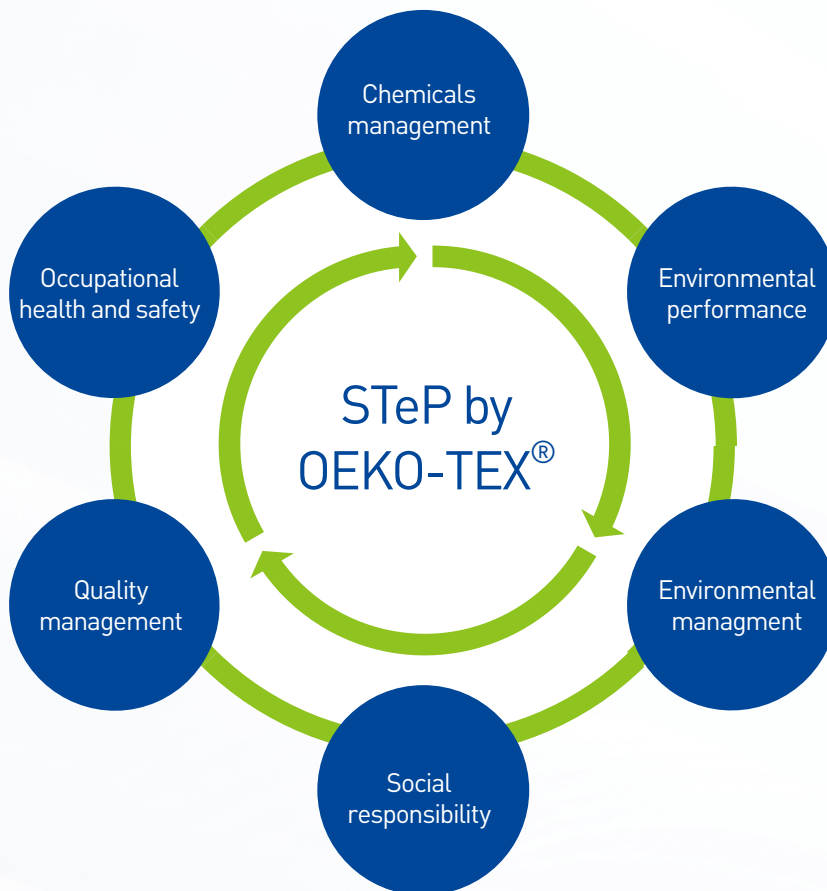 Chemicals
management
Occupational
health and safety
Environmental
performance
STeP by
OEKO-TEX®
Quality
management
Environmental
managment
Social
responsibility